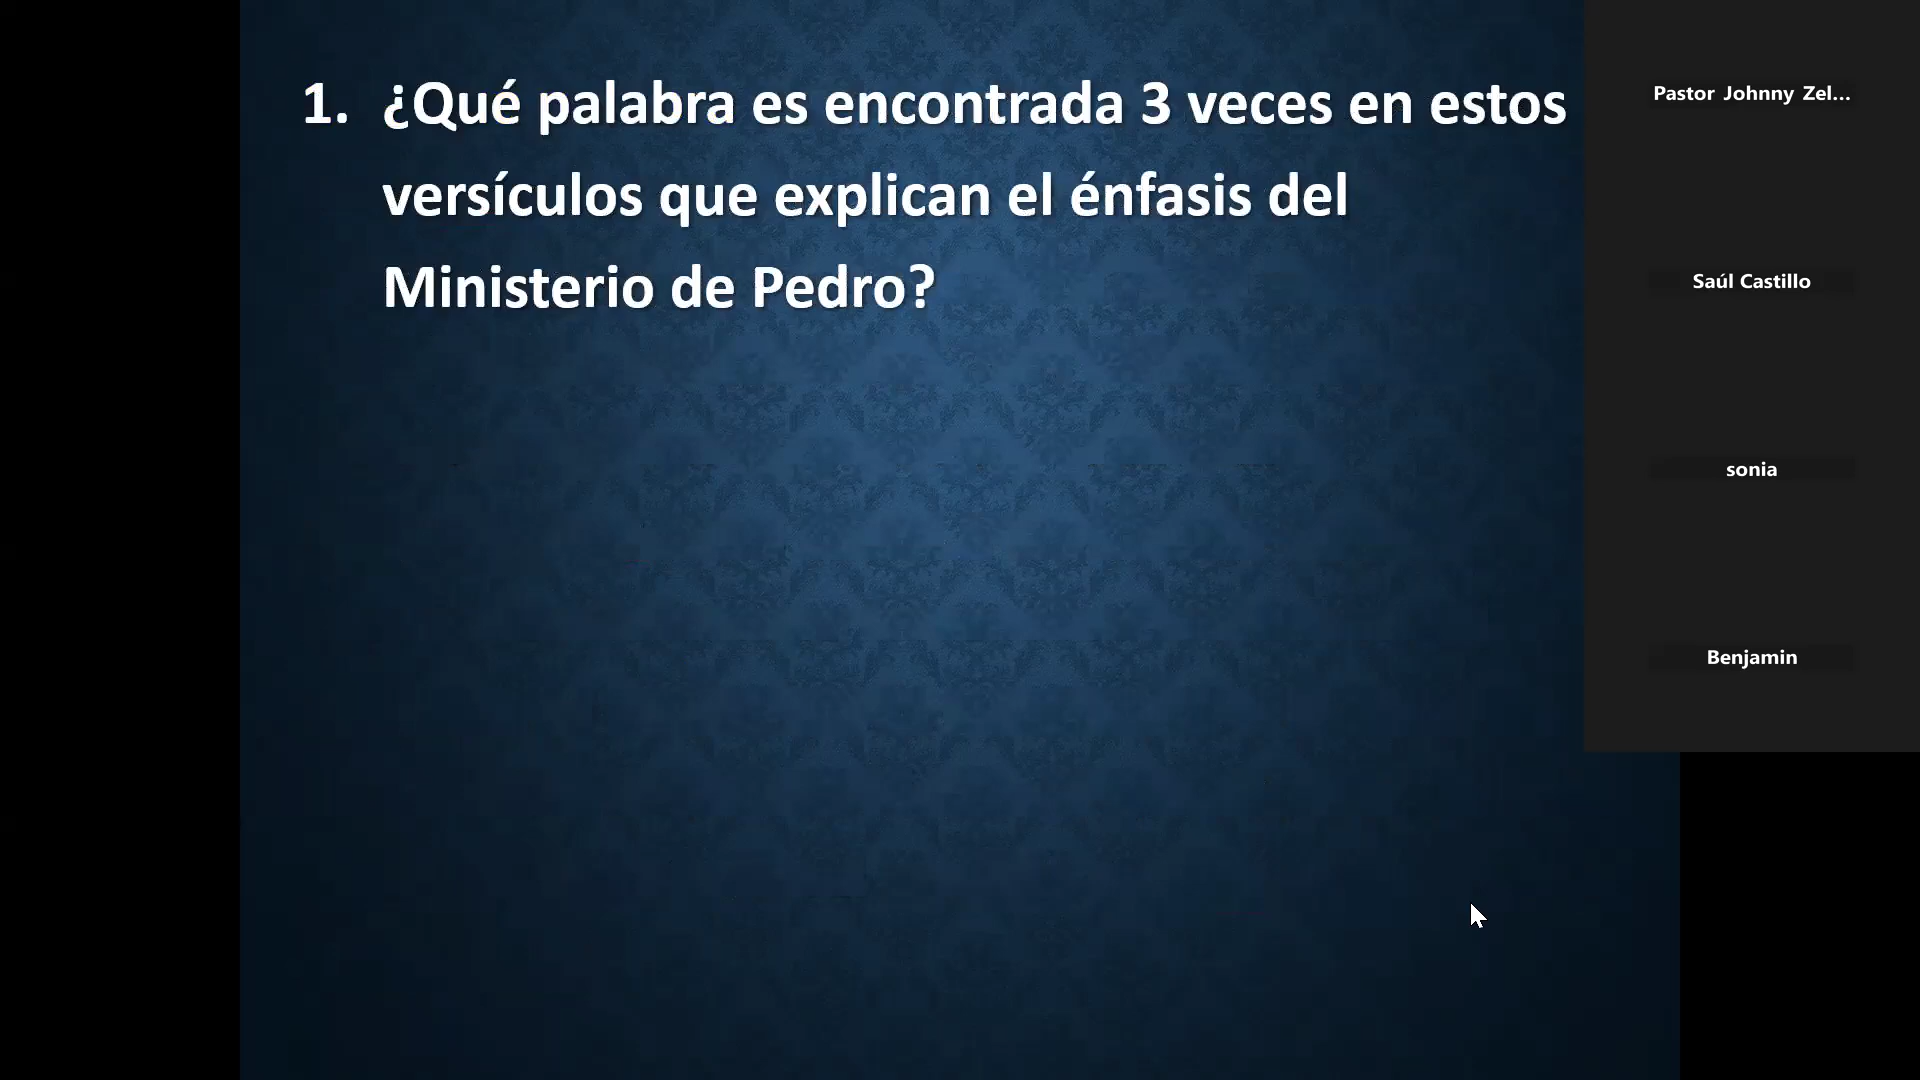 1. ¿Qué palabra es encontrada 3 veces en estos
versículos que explican el énfasis del
Ministerio de Pedro?
Pastor Johnny Zel...
Saúl Castillo
sonia
Benjamin